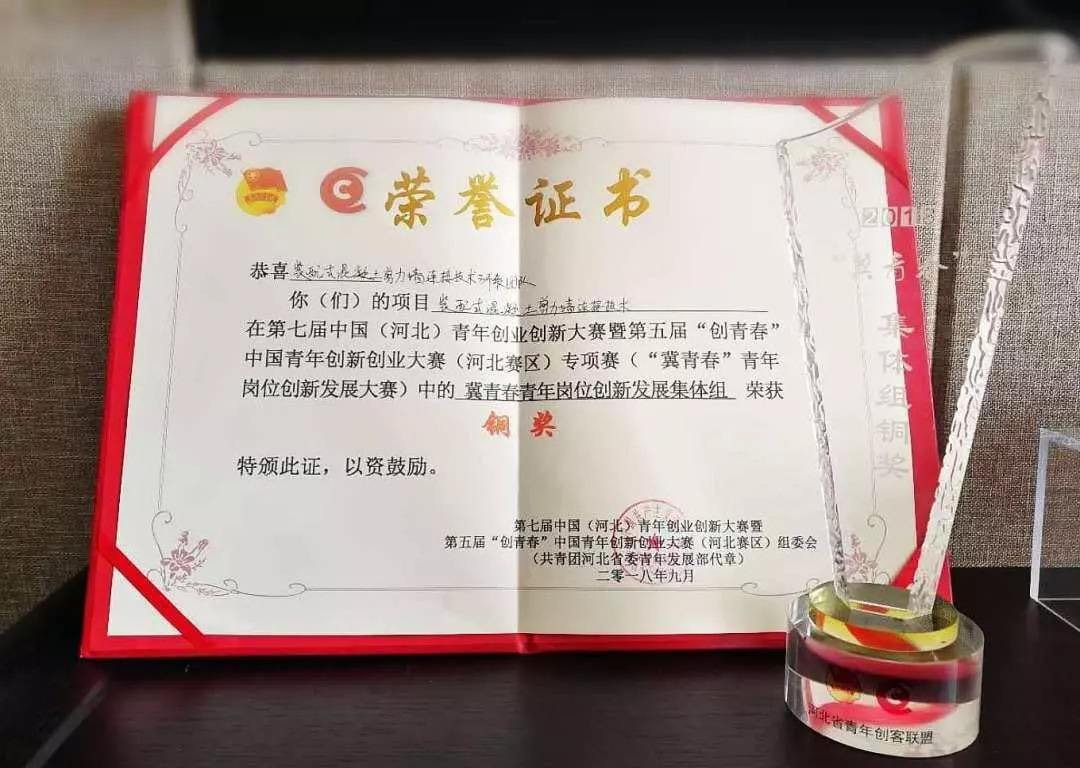 荣誉证书
恭喜装配式混凝土剪力墙连接技术研发团队
你（们）的项目 装配式混凝土剪力墙连接技术
在第七届中国（河北）青年创业创新大赛暨第五届“创青春”
中国青年创新创业大赛（河北赛区）专项赛（“冀青春”青年
岗位创新发展大赛）中的 冀青春青年岗位创新发展集体组 荣获
铜奖
特颁此证，以资鼓励。
第七届中国（河北）青年创业创新大赛暨
第五届“创青春”中国青年创新创业大赛（河北赛区）组委会
（共青团河北省委青年发展部代章）
二零一八年九月
2018
“冀青春”
集体组铜奖
河北省青年创客联盟